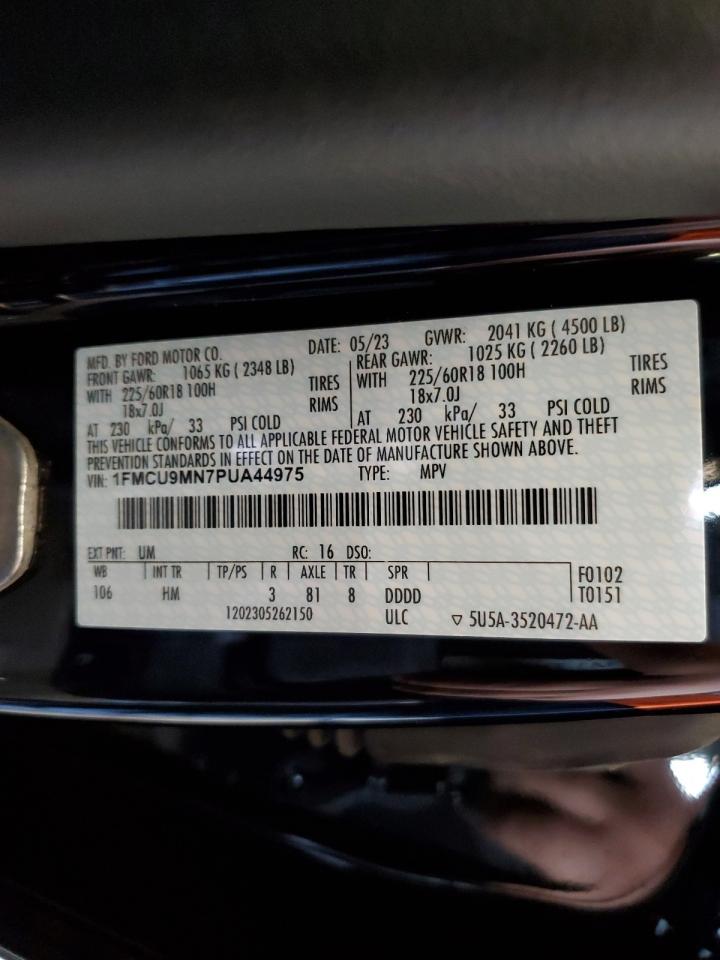 MFD. BY FORD MOTOR CO. DATE: 05/23 GVWR: 2041 KG ( 4500 LB)
FRONT GAWR: 1065 KG ( 2348 LB) REAR GAWR: 1025 KG ( 2260 LB)
WITH 225/60R18 100H TIRES WITH 225/60R18 100H TIRES
18x7.0J RIMS 18x7.0J RIMS
AT 230 kPa/ 33 PSI COLD AT 230 kPa/ 33 PSI COLD
THIS VEHICLE CONFORMS TO ALL APPLICABLE FEDERAL MOTOR VEHICLE SAFETY AND THEFT
PREVENTION STANDARDS IN EFFECT ON THE DATE OF MANUFACTURE SHOWN ABOVE.
VIN: 1FMCU9MN7PUA44975 TYPE: MPV
EXT PNT: UM RC: 16 DSO:
WB INT TR TP/PS R AXLE TR SPR F0102
106 HM 3 81 8 DDDD T0151
1202305262150 ULC ▽ 5U5A-3520472-AA